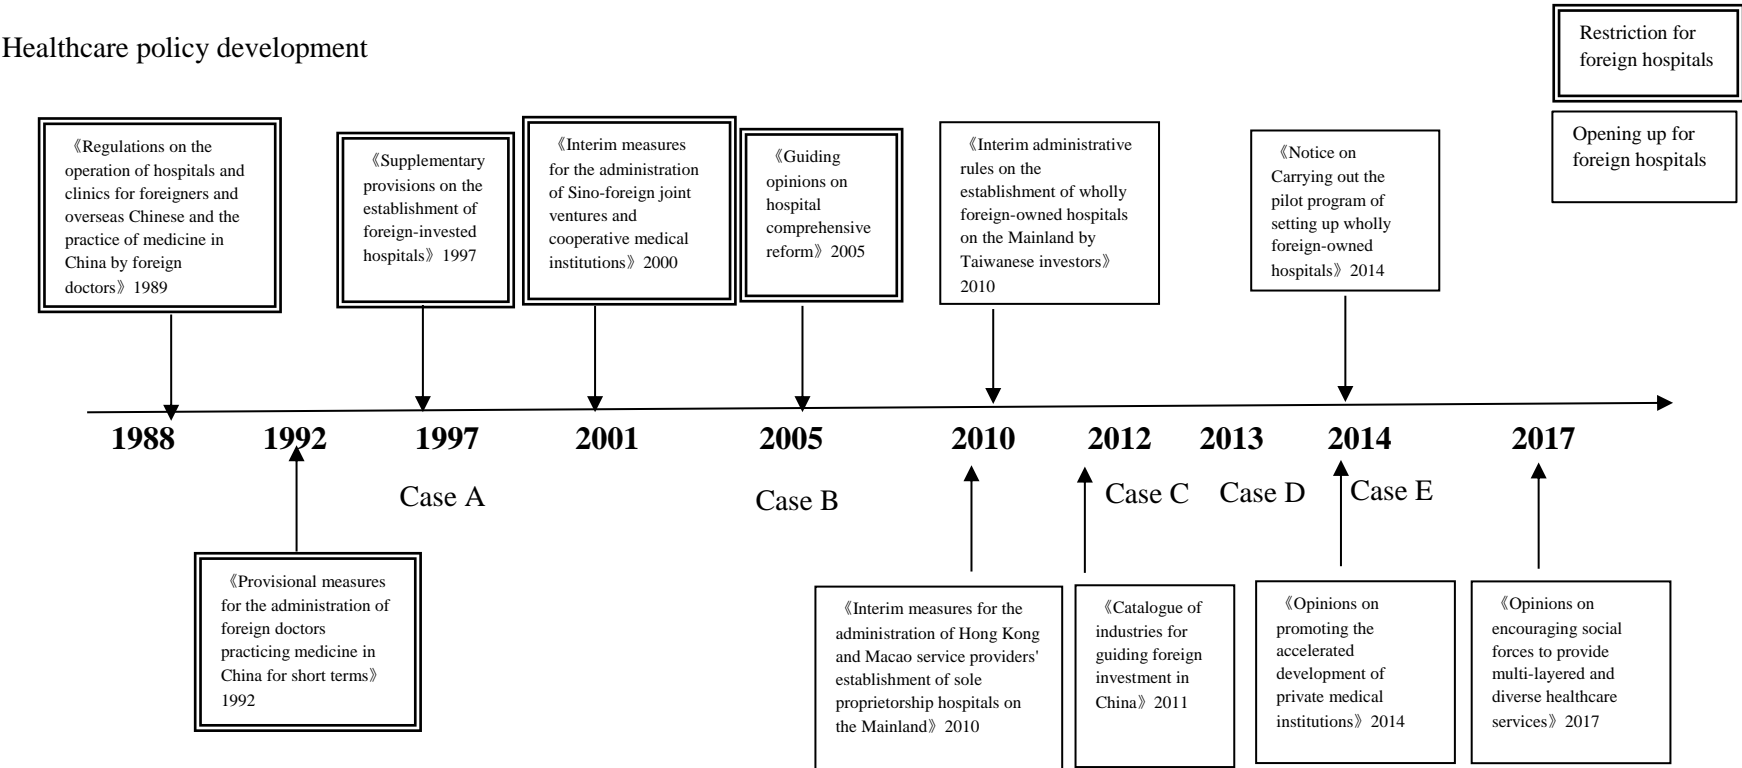 Healthcare policy development
Restriction for
foreign hospitals
Opening up for
foreign hospitals
《Regulations on the
operation of hospitals and
clinics for foreigners and
overseas Chinese and the
practice of medicine in
China by foreign
doctors》1989
《Supplementary
provisions on the
establishment of
foreign-invested
hospitals》1997
《Interim measures
for the administration
of Sino-foreign joint
ventures and
cooperative medical
institutions》2000
《Guiding
opinions on
hospital
comprehensive
reform》2005
《Interim administrative
rules on the
establishment of wholly
foreign-owned hospitals
on the Mainland by
Taiwanese investors》
2010
《Notice on
Carrying out the
pilot program of
setting up wholly
foreign-owned
hospitals》2014
1988 1992 1997 2001 2005 2010 2012 2013 2014 2017
Case A Case B Case C Case D Case E
《Provisional measures
for the administration of
foreign doctors
practicing medicine in
China for short terms》
1992
《Interim measures for the
administration of Hong Kong
and Macao service providers'
establishment of sole
proprietorship hospitals on
the Mainland》2010
《Catalogue of
industries for
guiding foreign
investment in
China》2011
《Opinions on
promoting the
accelerated
development of
private medical
institutions》2014
《Opinions on
encouraging social
forces to provide
multi-layered and
diverse healthcare
services》2017